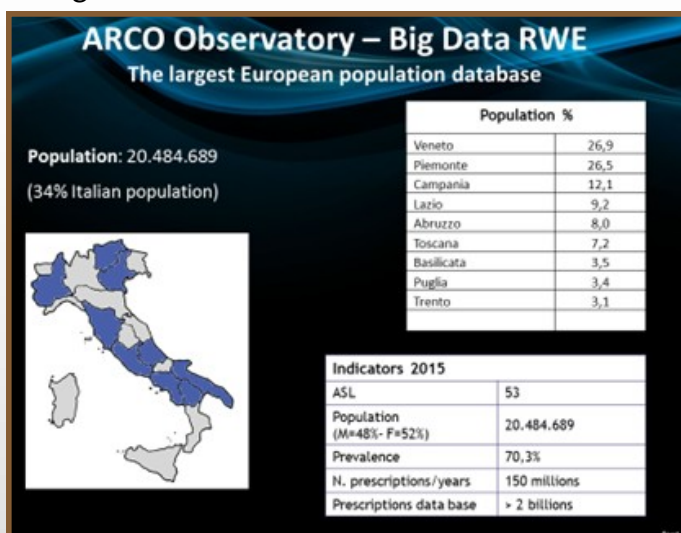 ARCO Observatory – Big Data RWE
The largest European population database
Population: 20.484.689
(34% Italian population)
Population %
Veneto 26,9
Piemonte 26,5
Campania 12,1
Lazio 9,2
Abruzzo 8,0
Toscana 7,2
Basilicata 3,5
Puglia 3,4
Trento 3,1
Indicators 2015
ASL 53
Population
(M=48%- F=52%) 20.484.689
Prevalence 70,3%
N. prescriptions/years 150 millions
Prescriptions data base > 2 billions